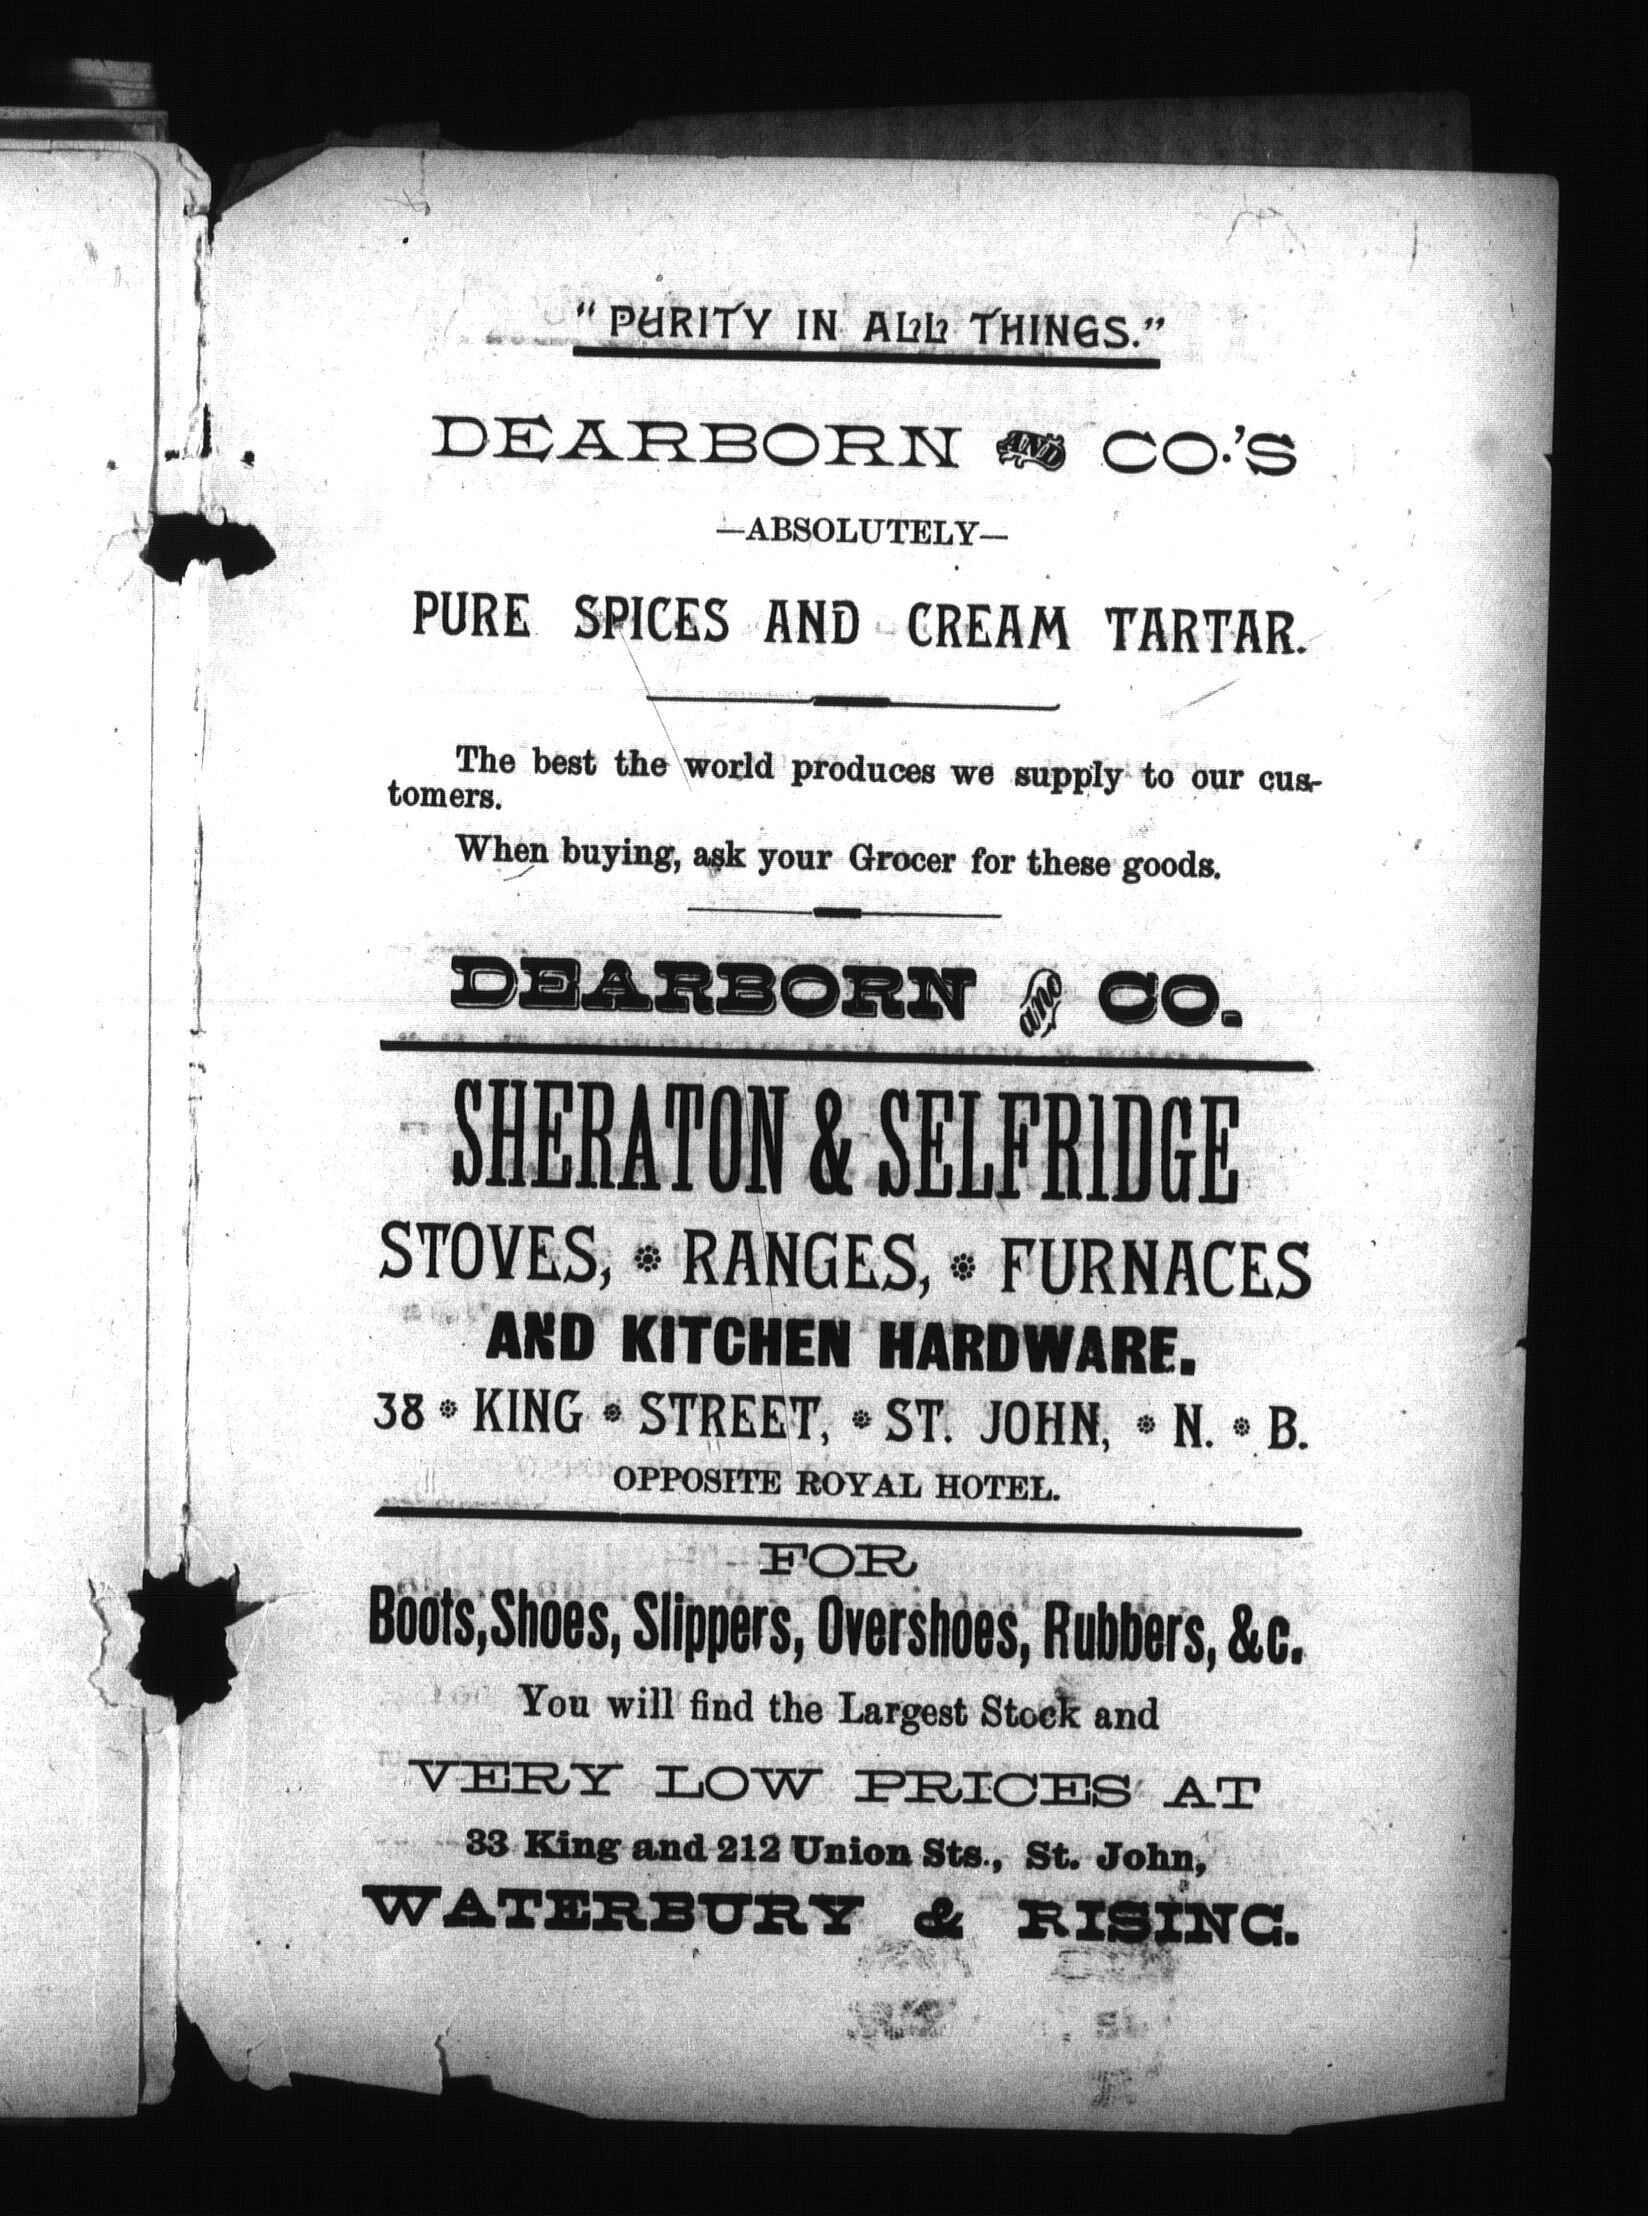 "PURITY IN ALL THINGS."
DEARBORN AND CO.'S
—ABSOLUTELY—
PURE SPICES AND CREAM TARTAR.
The best the world produces we supply to our cus-
tomers.
When buying, ask your Grocer for these goods.
DEARBORN AND CO.
SHERATON & SELFRIDGE
STOVES, RANGES, FURNACES
AND KITCHEN HARDWARE.
38 KING STREET, ST. JOHN, N. B.
OPPOSITE ROYAL HOTEL.
FOR
Boots, Shoes, Slippers, Overshoes, Rubbers, &c.
You will find the Largest Stock and
VERY LOW PRICES AT
33 King and 212 Union Sts., St. John,
WATERBURY & RISING.